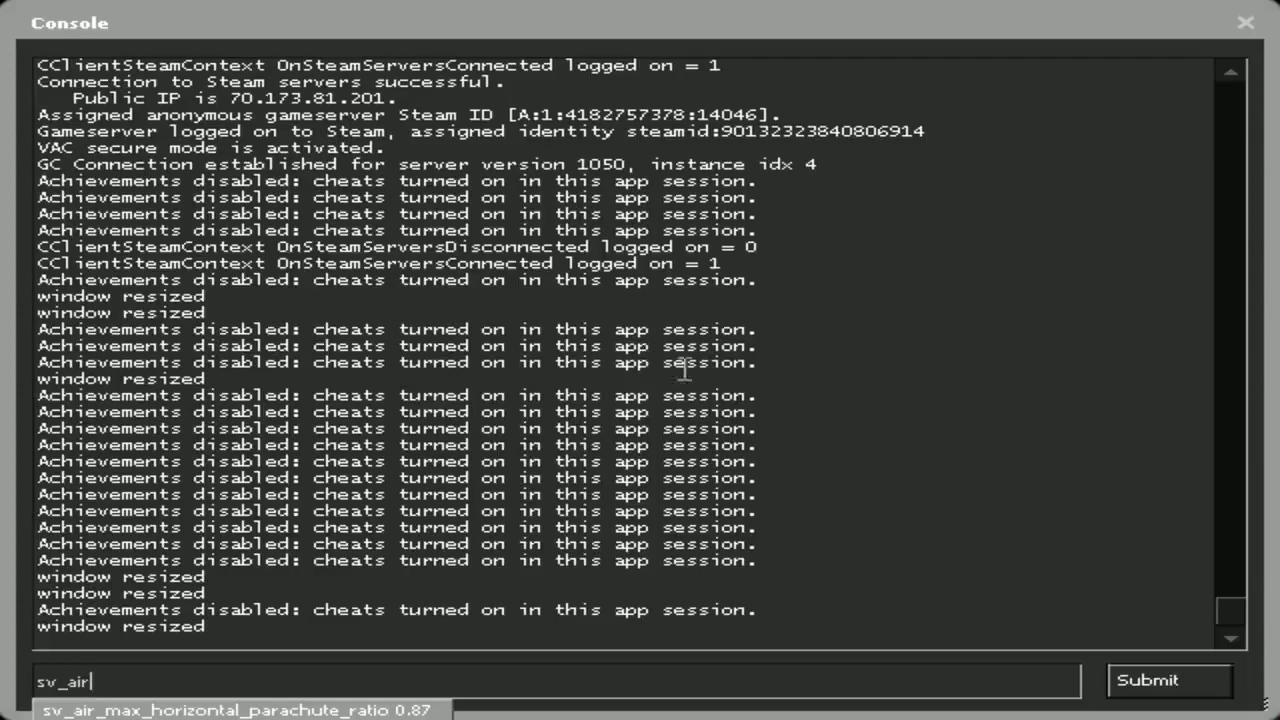 Console
CClientSteamContext OnSteamServersConnected logged on = 1
Connection to Steam servers successful.
Public IP is 70.173.81.201.
Assigned anonymous gameserver Steam ID [A:1:4182757378:14046].
Gameserver logged on to Steam, assigned identity steamid:90132323840806914
VAC secure mode is activated.
GC Connection established for server version 1050, instance idx 4
Achievements disabled: cheats turned on in this app session.
Achievements disabled: cheats turned on in this app session.
Achievements disabled: cheats turned on in this app session.
Achievements disabled: cheats turned on in this app session.
CClientSteamContext OnSteamServersDisconnected logged on = 0
CClientSteamContext OnSteamServersConnected logged on = 1
Achievements disabled: cheats turned on in this app session.
window resized
window resized
Achievements disabled: cheats turned on in this app session.
Achievements disabled: cheats turned on in this app session.
Achievements disabled: cheats turned on in this app session.
window resized
Achievements disabled: cheats turned on in this app session.
Achievements disabled: cheats turned on in this app session.
Achievements disabled: cheats turned on in this app session.
Achievements disabled: cheats turned on in this app session.
Achievements disabled: cheats turned on in this app session.
Achievements disabled: cheats turned on in this app session.
Achievements disabled: cheats turned on in this app session.
Achievements disabled: cheats turned on in this app session.
Achievements disabled: cheats turned on in this app session.
Achievements disabled: cheats turned on in this app session.
Achievements disabled: cheats turned on in this app session.
window resized
window resized
Achievements disabled: cheats turned on in this app session.
window resized
sv_air
Submit
sv_air_max_horizontal_parachute_ratio 0.87